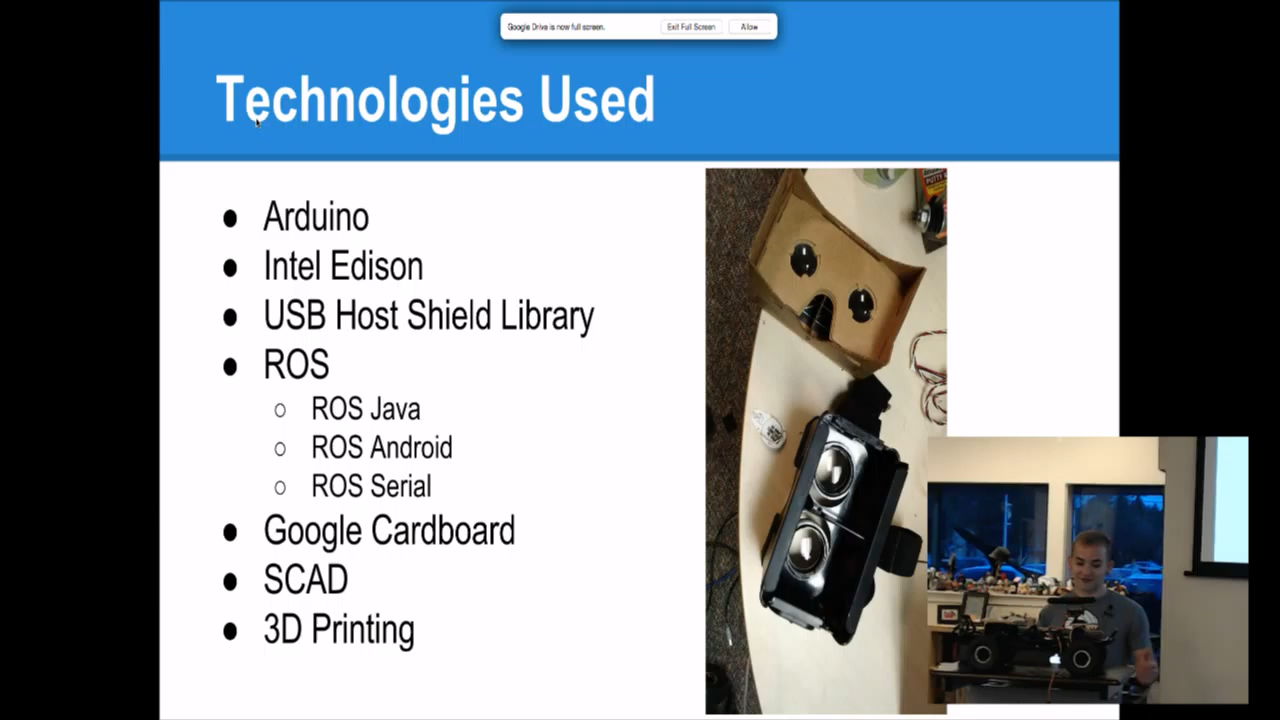 Google Drive is now full screen. Exit Full Screen Allow
Technologies Used
Arduino
Intel Edison
USB Host Shield Library
ROS
ROS Java
ROS Android
ROS Serial
Google Cardboard
SCAD
3D Printing
PUTTY